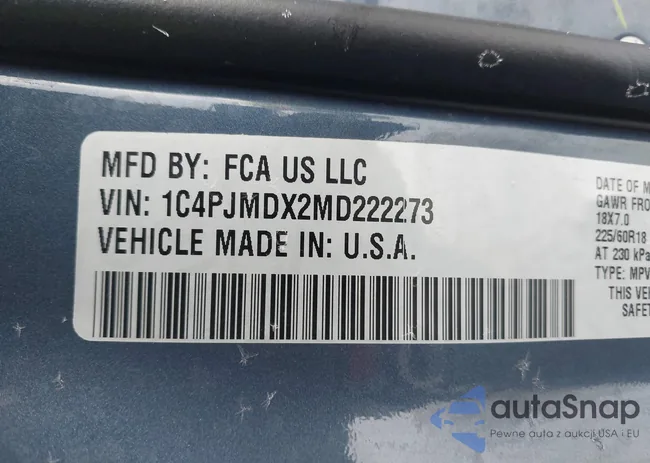 MFD BY: FCA US LLC
VIN: 1C4PJMDX2MD222273
VEHICLE MADE IN: U.S.A.
DATE OF M
GAWR FRO
18X7.0
225/60R18
AT 230 kPa
TYPE: MPV
THIS VE
SAFET
autaSnap
Pewne auta z aukcji USA i EU